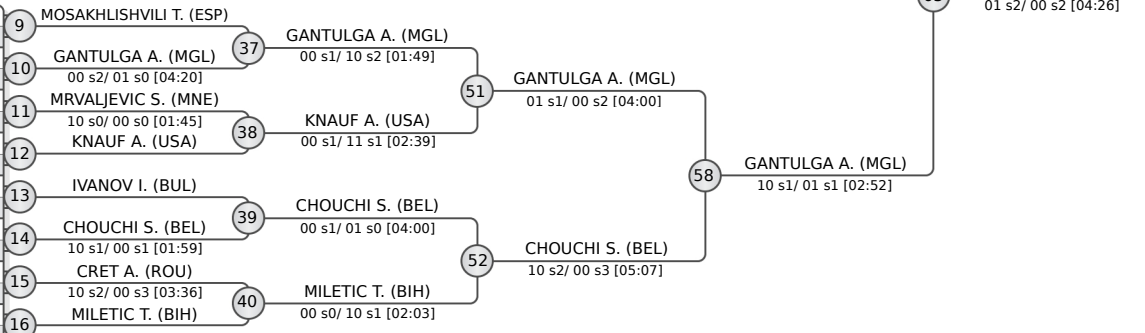 01 s2/ 00 s2 [04:26]
9
MOSAKHLISHVILI T. (ESP)
37
GANTULGA A. (MGL)
00 s1/ 10 s2 [01:49]
10
GANTULGA A. (MGL)
00 s2/ 01 s0 [04:20]
51
GANTULGA A. (MGL)
01 s1/ 00 s2 [04:00]
11
MRVALJEVIC S. (MNE)
10 s0/ 00 s0 [01:45]
38
KNAUF A. (USA)
00 s1/ 11 s1 [02:39]
12
KNAUF A. (USA)
58
GANTULGA A. (MGL)
10 s1/ 01 s1 [02:52]
13
IVANOV I. (BUL)
39
CHOUCHI S. (BEL)
00 s1/ 01 s0 [04:00]
14
CHOUCHI S. (BEL)
10 s1/ 00 s1 [01:59]
52
CHOUCHI S. (BEL)
10 s2/ 00 s3 [05:07]
15
CRET A. (ROU)
10 s2/ 00 s3 [03:36]
40
MILETIC T. (BIH)
00 s0/ 10 s1 [02:03]
16
MILETIC T. (BIH)